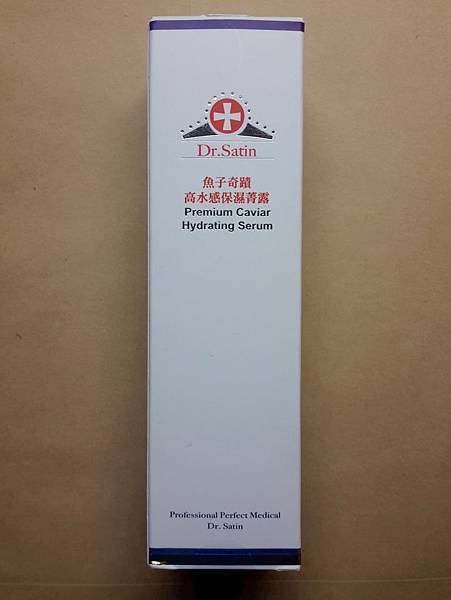 Dr.Satin
魚子奇蹟
高水感保濕菁露
Premium Caviar
Hydrating Serum
Professional Perfect Medical
Dr. Satin